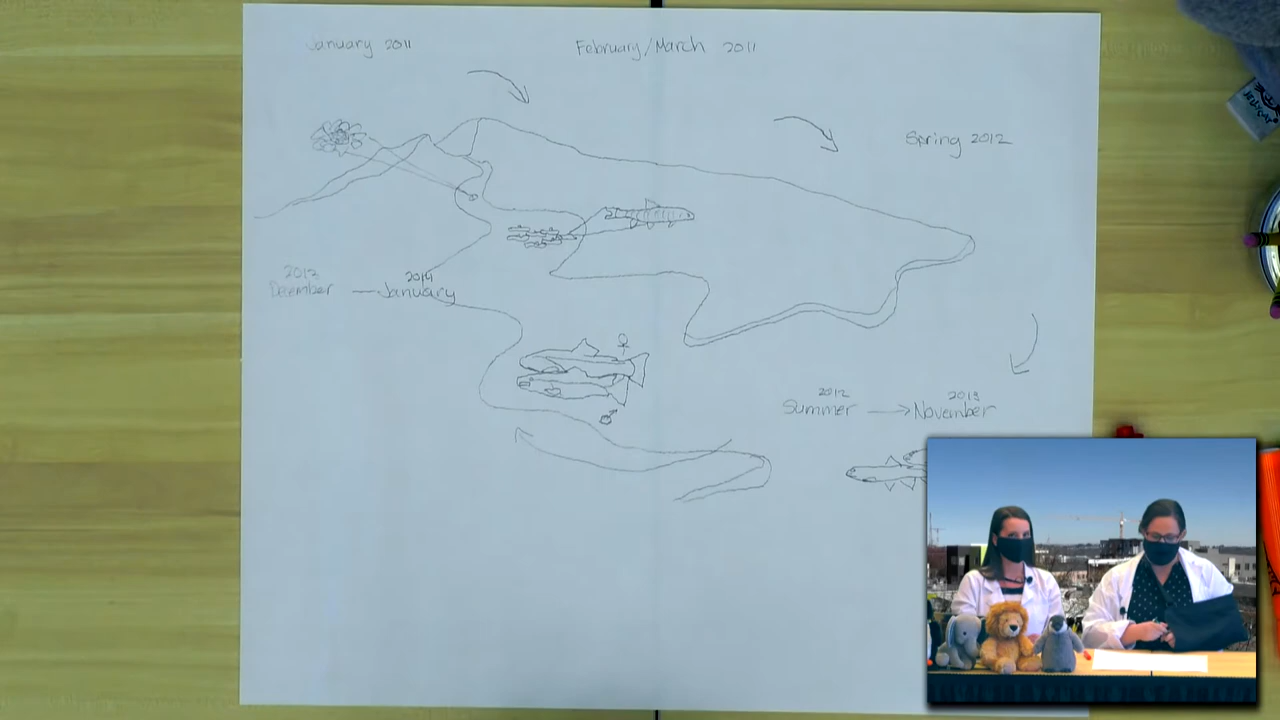 January 2011
February/March 2011
Spring 2012
2013
2014
December — January
2012
2013
Summer → November